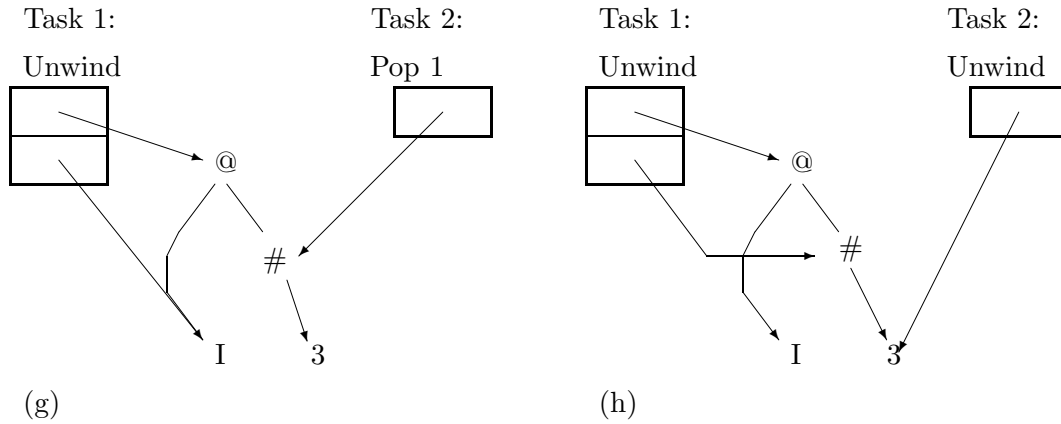 Task 1: Task 2: Task 1: Task 2:
Unwind Pop 1 Unwind Unwind
@ @
# #
I 3 I 3
(g) (h)